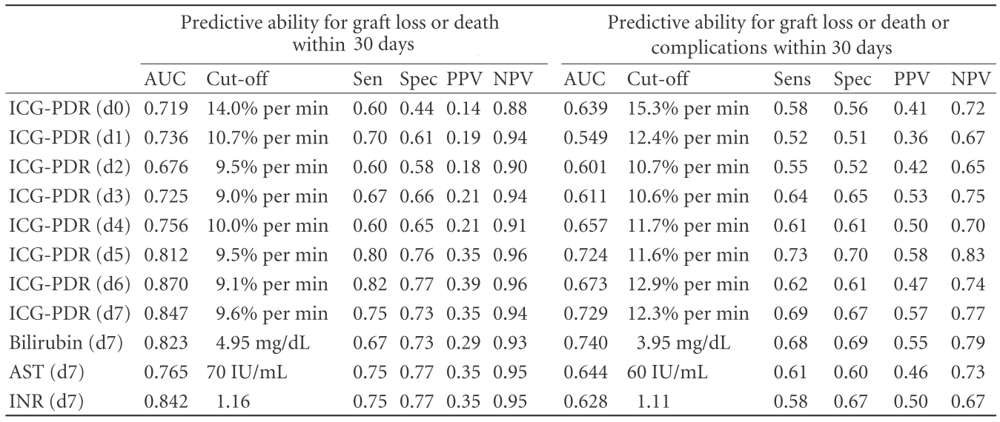 Predictive ability for graft loss or death Predictive ability for graft loss or death or
within 30 days complications within 30 days
AUC Cut-off Sen Spec PPV NPV AUC Cut-off Sens Spec PPV NPV
ICG-PDR (d0) 0.719 14.0% per min 0.60 0.44 0.14 0.88 0.639 15.3% per min 0.58 0.56 0.41 0.72
ICG-PDR (d1) 0.736 10.7% per min 0.70 0.61 0.19 0.94 0.549 12.4% per min 0.52 0.51 0.36 0.67
ICG-PDR (d2) 0.676 9.5% per min 0.60 0.58 0.18 0.90 0.601 10.7% per min 0.55 0.52 0.42 0.65
ICG-PDR (d3) 0.725 9.0% per min 0.67 0.66 0.21 0.94 0.611 10.6% per min 0.64 0.65 0.53 0.75
ICG-PDR (d4) 0.756 10.0% per min 0.60 0.65 0.21 0.91 0.657 11.7% per min 0.61 0.61 0.50 0.70
ICG-PDR (d5) 0.812 9.5% per min 0.80 0.76 0.35 0.96 0.724 11.6% per min 0.73 0.70 0.58 0.83
ICG-PDR (d6) 0.870 9.1% per min 0.82 0.77 0.39 0.96 0.673 12.9% per min 0.62 0.61 0.47 0.74
ICG-PDR (d7) 0.847 9.6% per min 0.75 0.73 0.35 0.94 0.729 12.3% per min 0.69 0.67 0.57 0.77
Bilirubin (d7) 0.823 4.95 mg/dL 0.67 0.73 0.29 0.93 0.740 3.95 mg/dL 0.68 0.69 0.55 0.79
AST (d7) 0.765 70 IU/mL 0.75 0.77 0.35 0.95 0.644 60 IU/mL 0.61 0.60 0.46 0.73
INR (d7) 0.842 1.16 0.75 0.77 0.35 0.95 0.628 1.11 0.58 0.67 0.50 0.67